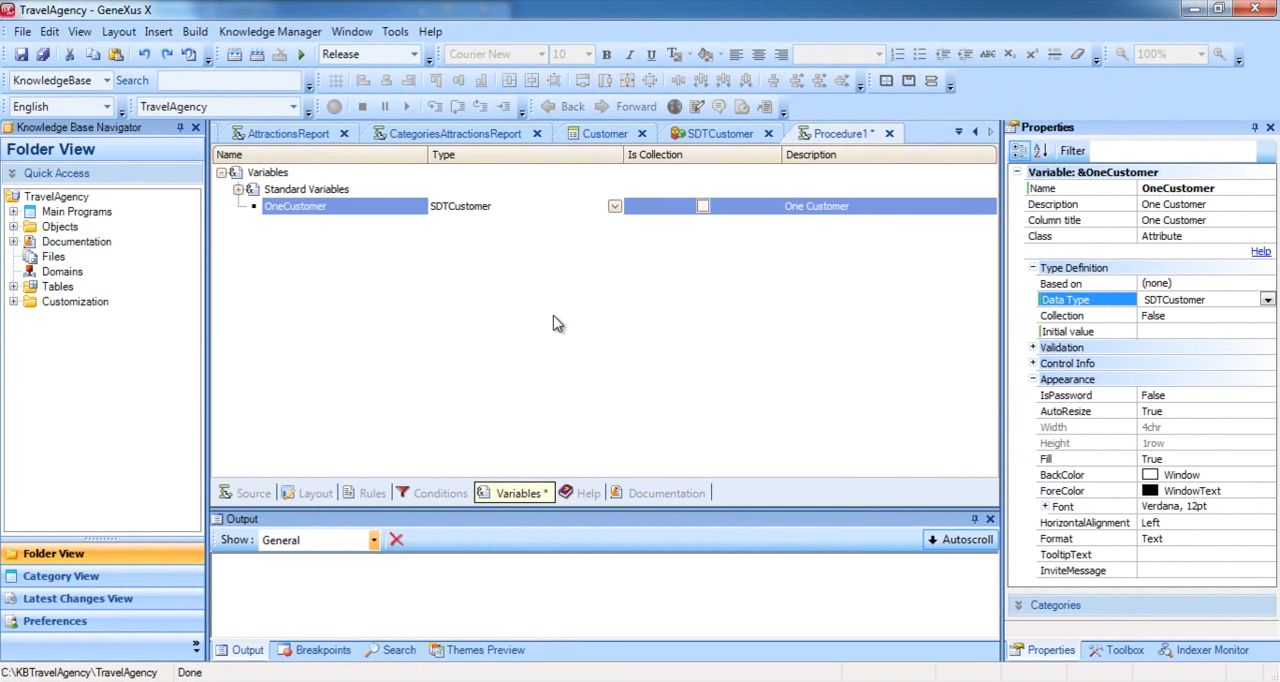 TravelAgency - GeneXus X
File Edit View Layout Insert Build Knowledge Manager Window Tools Help
Release Courier New 10 B I U ABC 100%
KnowledgeBase Search
English TravelAgency Back Forward
Knowledge Base Navigator
Folder View
Quick Access
TravelAgency
Main Programs
Objects
Documentation
Files
Domains
Tables
Customization
Folder View
Category View
Latest Changes View
Preferences
AttractionsReport CategoriesAttractionsReport Customer SDTCustomer Procedure1 *
Name Type Is Collection Description
Variables
Standard Variables
OneCustomer SDTCustomer One Customer
Source Layout Rules Conditions Variables * Help Documentation
Output
Show : General Autoscroll
Output Breakpoints Search Themes Preview
Properties
Filter
Variable: &OneCustomer
Name OneCustomer
Description One Customer
Column title One Customer
Class Attribute
Help
Type Definition
Based on (none)
Data Type SDTCustomer
Collection False
Initial value
Validation
Control Info
Appearance
IsPassword False
AutoResize True
Width 4chr
Height 1row
Fill True
BackColor Window
ForeColor WindowText
Font Verdana, 12pt
HorizontalAlignment Left
Format Text
TooltipText
InviteMessage
Categories
Properties Toolbox Indexer Monitor
C:\KBTravelAgency\TravelAgency Done